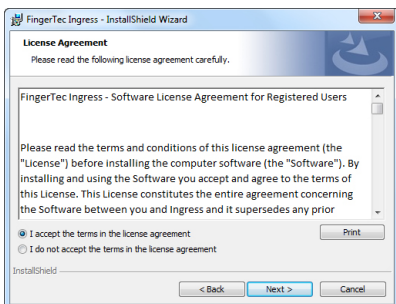 FingerTec Ingress - InstallShield Wizard
License Agreement
Please read the following license agreement carefully.
FingerTec Ingress - Software License Agreement for Registered Users
Please read the terms and conditions of this license agreement (the
"License") before installing the computer software (the "Software"). By
installing and using the Software you accept and agree to the terms of
this License. This License constitutes the entire agreement concerning
the Software between you and Ingress and it supersedes any prior
I accept the terms in the license agreement
Print
I do not accept the terms in the license agreement
InstallShield
< Back
Next >
Cancel